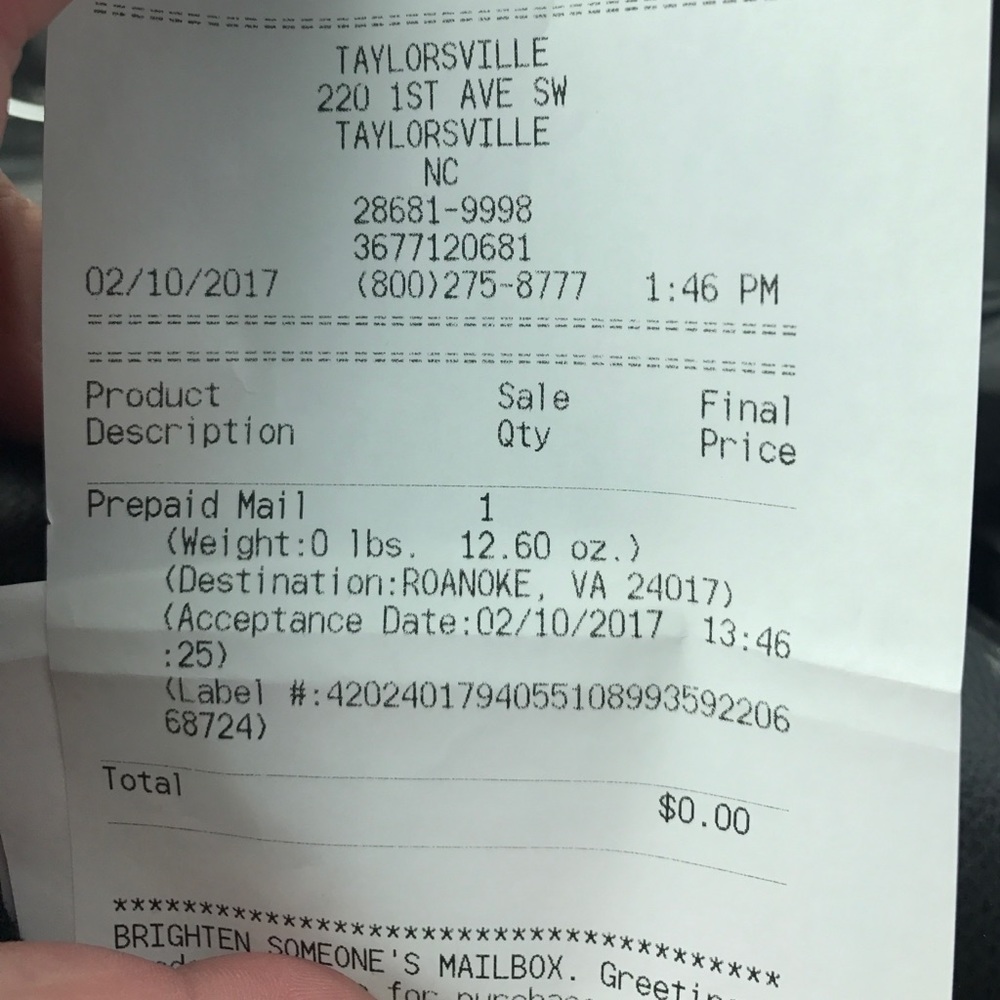 TAYLORSVILLE
220 1ST AVE SW
TAYLORSVILLE
NC
28681-9998
3677120681
02/10/2017 (800)275-8777 1:46 PM
Product Sale Final
Description Qty Price
Prepaid Mail 1
(Weight:0 lbs. 12.60 oz.)
(Destination:ROANOKE, VA 24017)
(Acceptance Date:02/10/2017 13:46
:25)
(Label #:4202401794055108993592206
68724)
Total $0.00
****************************************
BRIGHTEN SOMEONE'S MAILBOX.
for